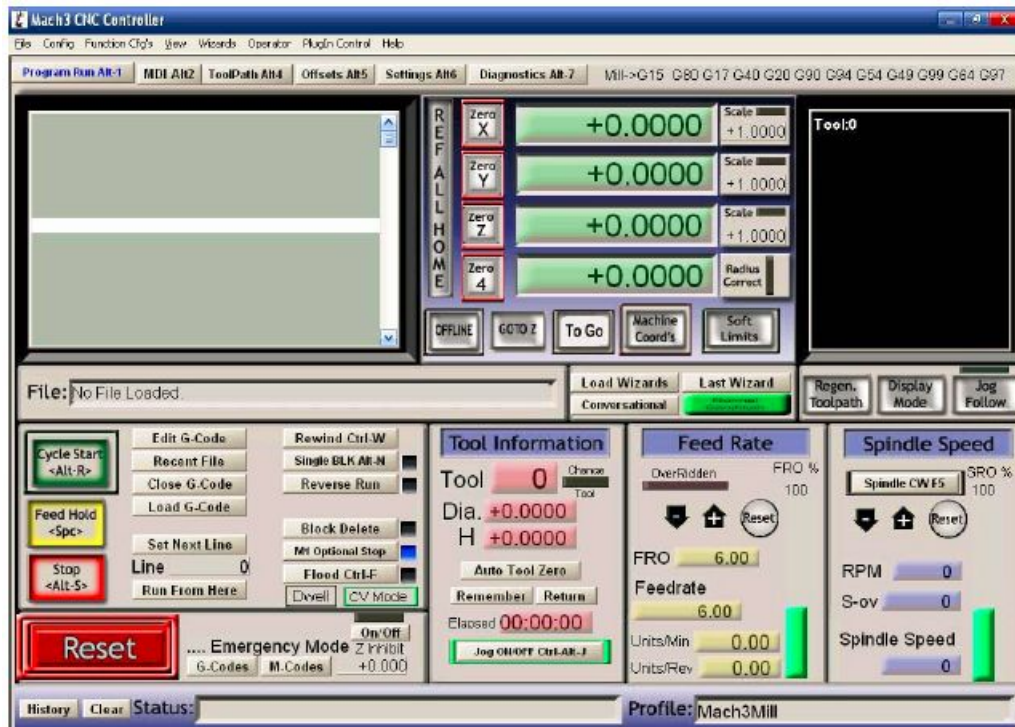 Mach3 CNC Controller
File Config Function Cfg's View Wizards Operator PlugIn Control Help
Program Run Alt-1 MDI Alt2 ToolPath Alt4 Offsets Alt5 Settings Alt6 Diagnostics Alt-7 Mill->G15 G80 G17 G40 G20 G90 G94 G54 G49 G99 G64 G97
REF ALL HOME
Zero X +0.0000 Scale +1.0000
Zero Y +0.0000 Scale +1.0000
Zero Z +0.0000 Scale +1.0000
Zero 4 +0.0000 Radius Correct
OFFLINE GOTO Z To Go Machine Coord's Soft Limits
Tool:0
File: No File Loaded.
Load Wizards Last Wizard
Conversational
Regen. Toolpath Display Mode Jog Follow
Cycle Start <Alt-R>
Feed Hold <Spc>
Stop <Alt-S>
Edit G-Code
Recent File
Close G-Code
Load G-Code
Set Next Line
Line 0
Run From Here
Rewind Ctrl-W
Single BLK Alt-N
Reverse Run
Block Delete
M1 Optional Stop
Flood Ctrl-F
Dwell CV Mode
Reset
.... Emergency Mode
G-Codes M-Codes
On/Off
Z Inhibit
+0.000
Tool Information
Tool 0 Change Tool
Dia. +0.0000
H +0.0000
Auto Tool Zero
Remember Return
Elapsed 00:00:00
Jog ON/OFF Ctrl-Alt-J
Feed Rate
OverRidden FRO % 100
Reset
FRO 6.00
Feedrate
6.00
Units/Min 0.00
Units/Rev 0.00
Spindle Speed
Spindle CW F5 SRO % 100
Reset
RPM 0
S-ov 0
Spindle Speed
0
History Clear Status: Profile: Mach3Mill